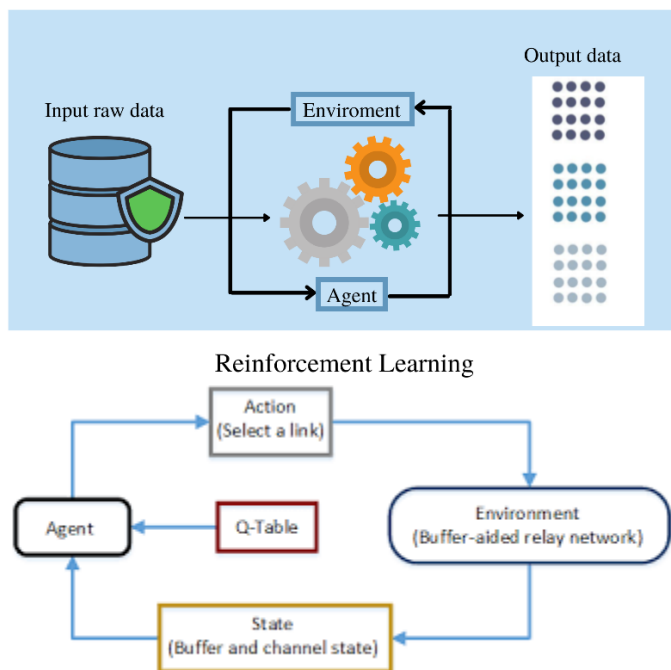 Output data
Input raw data
Enviroment
Agent
Reinforcement Learning
Action
(Select a link)
Agent
Q-Table
Environment
(Buffer-aided relay network)
State
(Buffer and channel state)